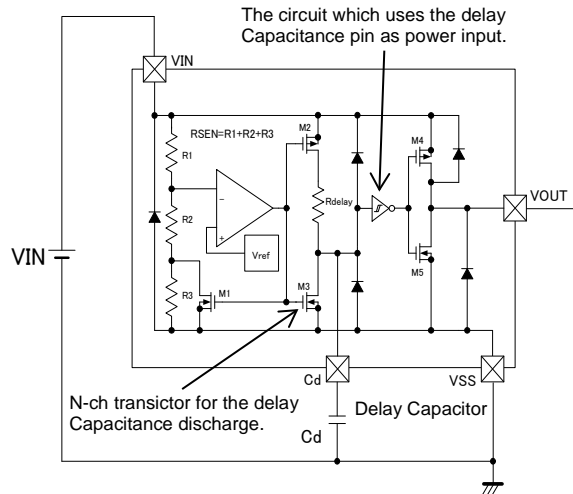 The circuit which uses the delay
Capacitance pin as power input.
VIN
RSEN=R1+R2+R3
M2
M4
R1
Rdelay
VOUT
R2
Vref
M5
VIN
R3
M1
M3
Cd
VSS
N-ch transictor for the delay
Capacitance discharge.
Delay Capacitor
Cd